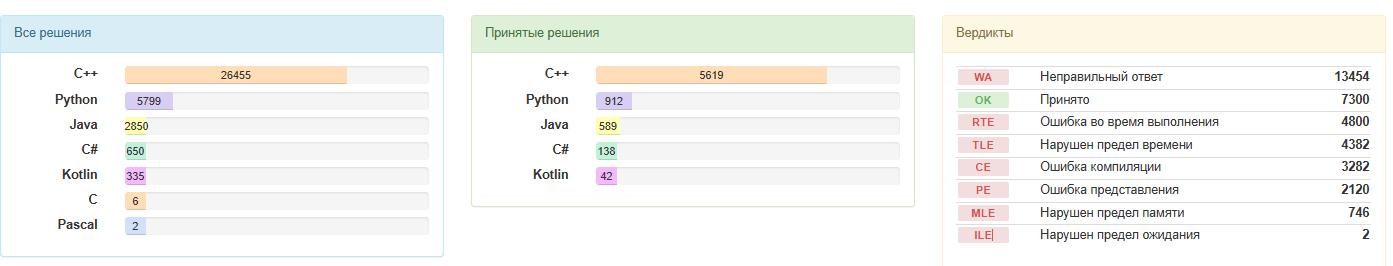 Все решения
C++ 26455
Python 5799
Java 2850
C# 650
Kotlin 335
C 6
Pascal 2
Принятые решения
C++ 5619
Python 912
Java 589
C# 138
Kotlin 42
Вердикты
WA Неправильный ответ 13454
OK Принято 7300
RTE Ошибка во время выполнения 4800
TLE Нарушен предел времени 4382
CE Ошибка компиляции 3282
PE Ошибка представления 2120
MLE Нарушен предел памяти 746
ILE Нарушен предел ожидания 2